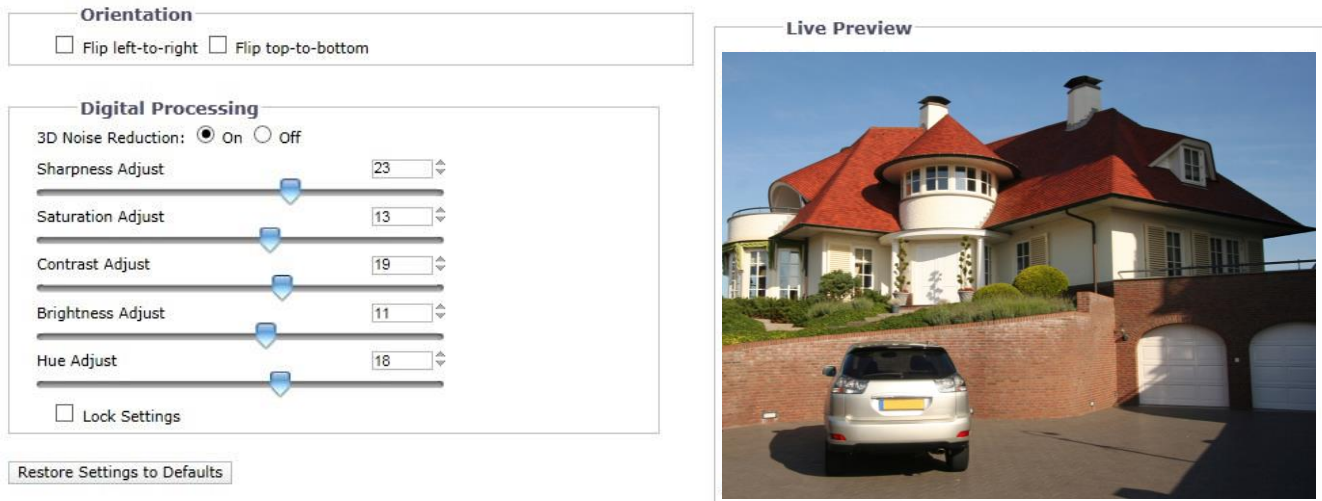 Orientation
Flip left-to-right Flip top-to-bottom
Digital Processing
3D Noise Reduction: On Off
Sharpness Adjust 23
Saturation Adjust 13
Contrast Adjust 19
Brightness Adjust 11
Hue Adjust 18
Lock Settings
Restore Settings to Defaults
Live Preview